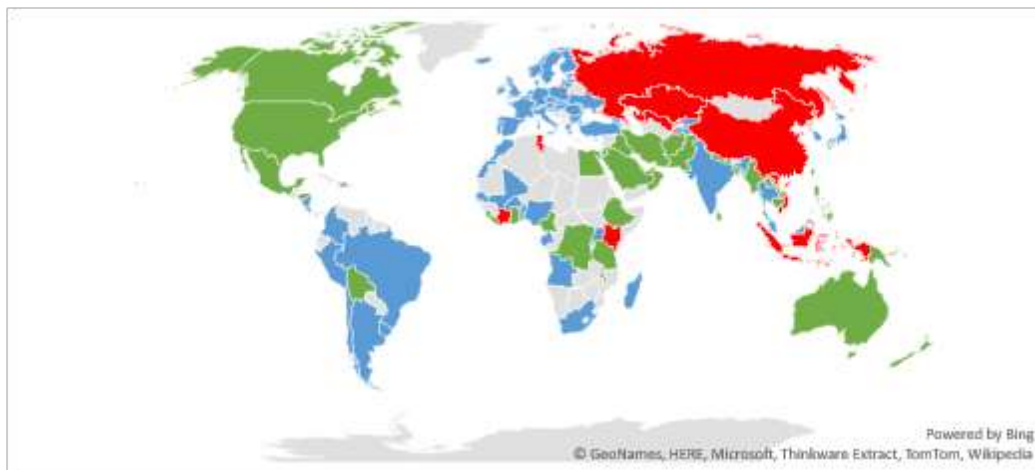 Powered by Bing
© GeoNames, HERE, Microsoft, Thinkware Extract, TomTom, Wikipedia